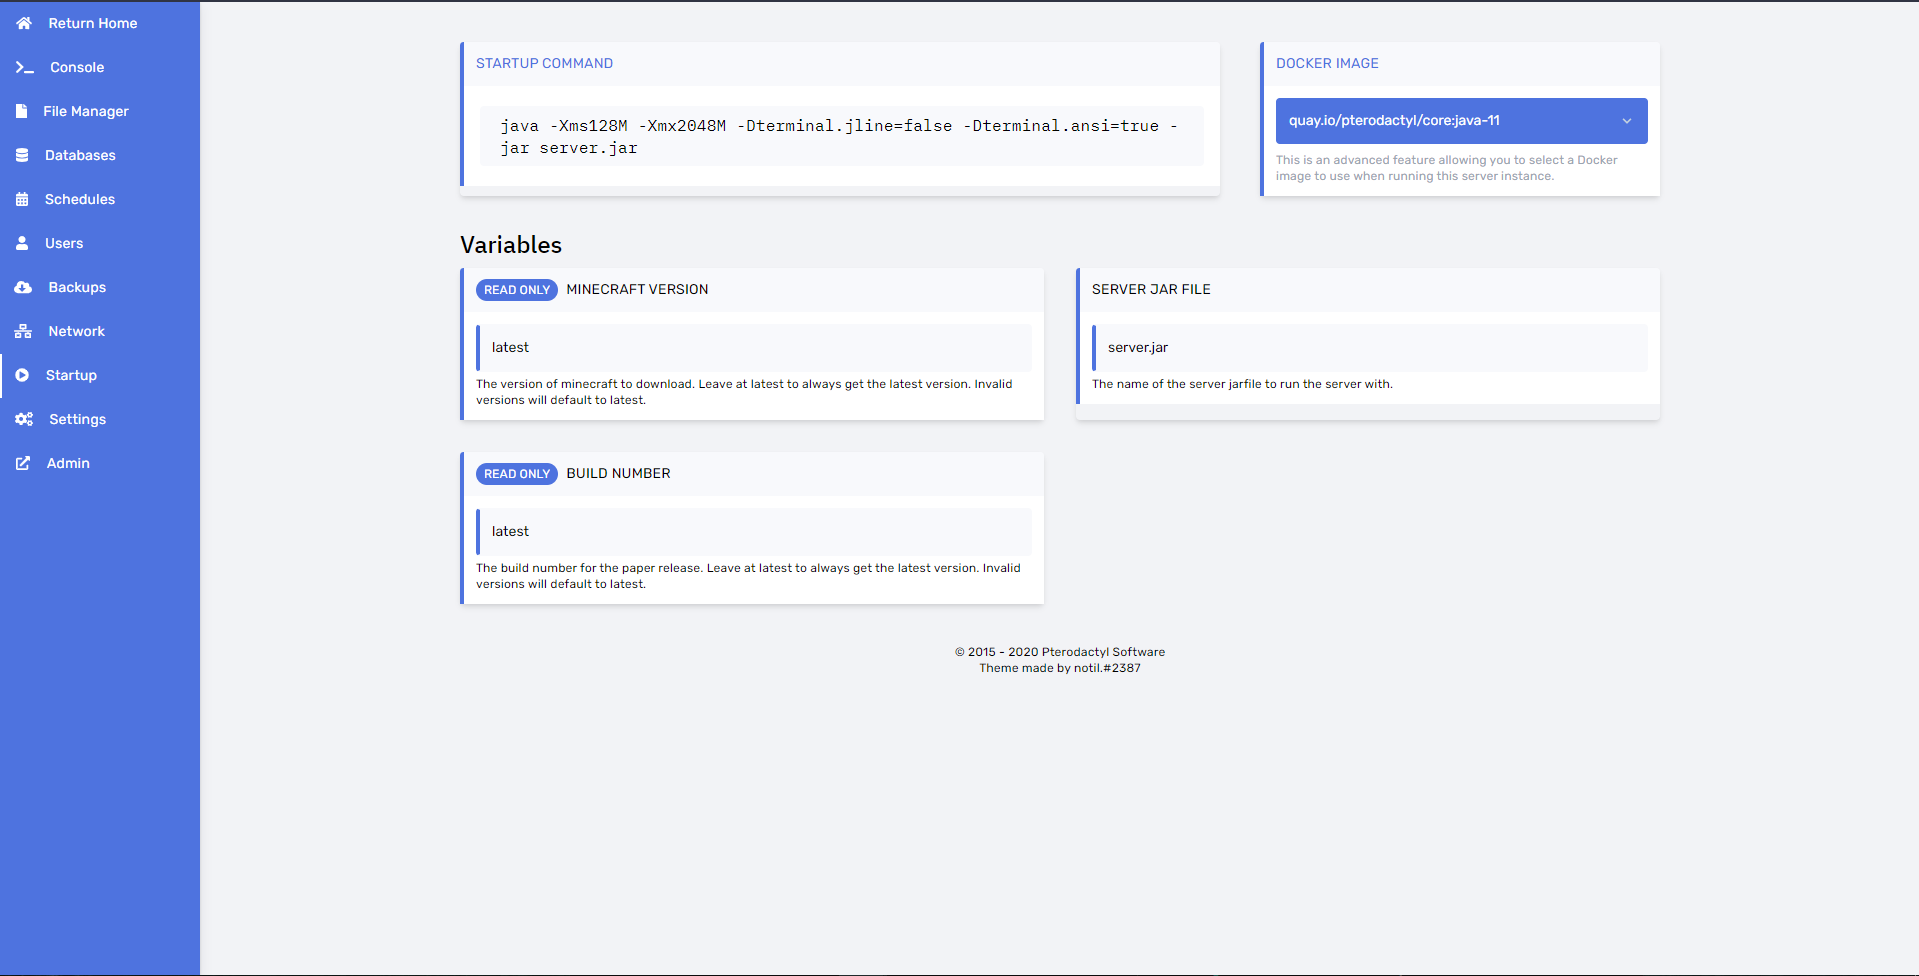 Return Home
Console
File Manager
Databases
Schedules
Users
Backups
Network
Startup
Settings
Admin
STARTUP COMMAND
java -Xms128M -Xmx2048M -Dterminal.jline=false -Dterminal.ansi=true -
jar server.jar
DOCKER IMAGE
quay.io/pterodactyl/core:java-11
This is an advanced feature allowing you to select a Docker
image to use when running this server instance.
Variables
READ ONLY MINECRAFT VERSION
latest
The version of minecraft to download. Leave at latest to always get the latest version. Invalid
versions will default to latest.
SERVER JAR FILE
server.jar
The name of the server jarfile to run the server with.
READ ONLY BUILD NUMBER
latest
The build number for the paper release. Leave at latest to always get the latest version. Invalid
versions will default to latest.
© 2015 - 2020 Pterodactyl Software
Theme made by notil.#2387